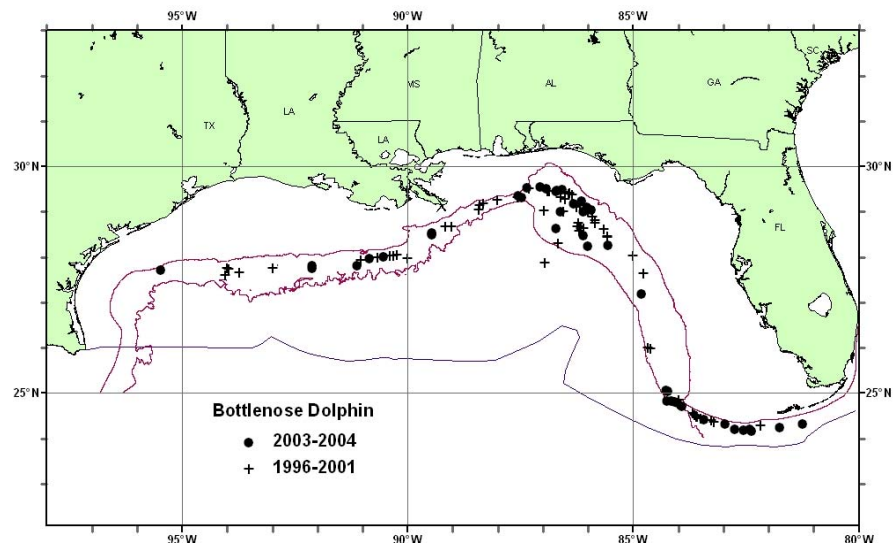 95°W 90°W 85°W 80°W
SC
MS AL GA
LA
TX
LA
30°N 30°N
FL
25°N 25°N
Bottlenose Dolphin
2003-2004
1996-2001
95°W 90°W 85°W 80°W